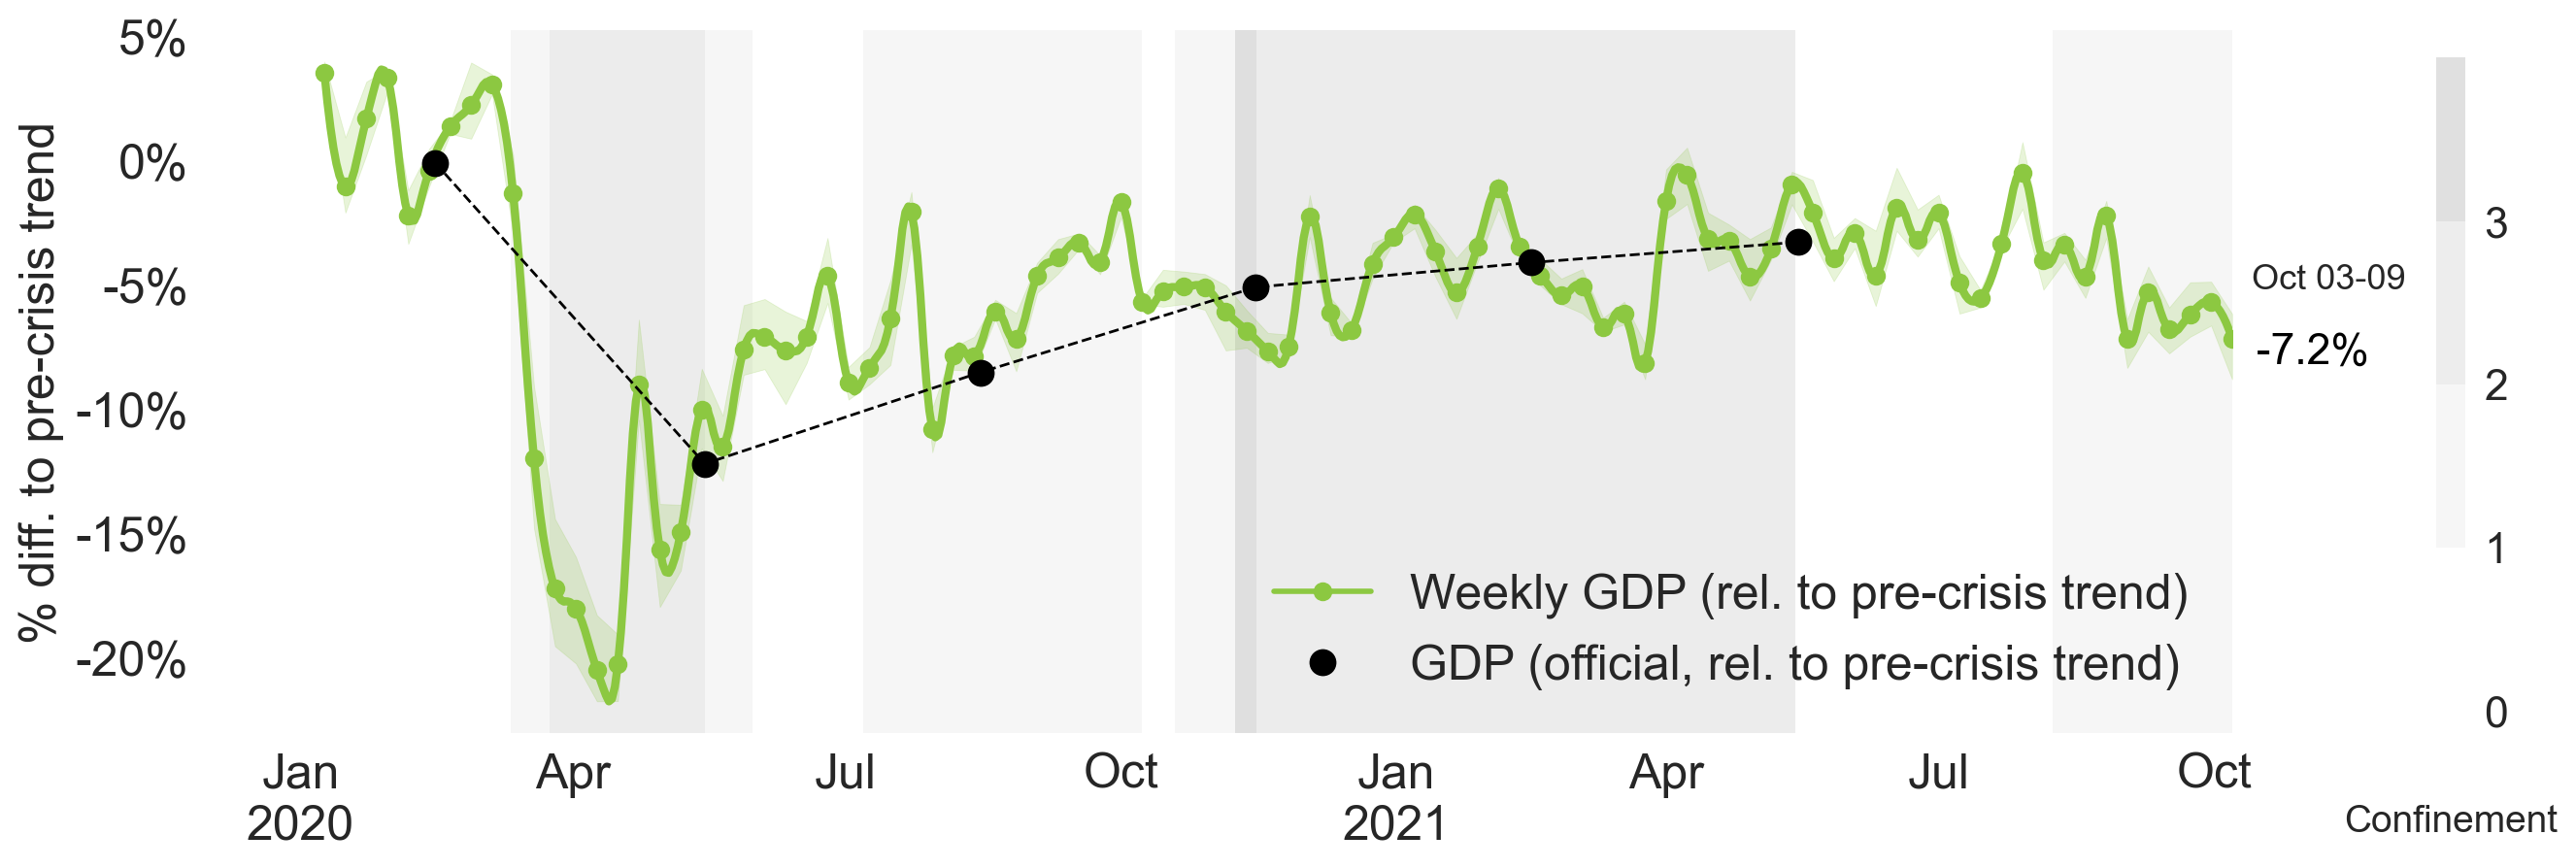 % diff. to pre-crisis trend
5%
0%
-5%
-10%
-15%
-20%
Jan
2020
Apr
Jul
Oct
Jan
2021
Apr
Jul
Oct
Weekly GDP (rel. to pre-crisis trend)
GDP (official, rel. to pre-crisis trend)
Oct 03-09
-7.2%
3
2
1
0
Confinement